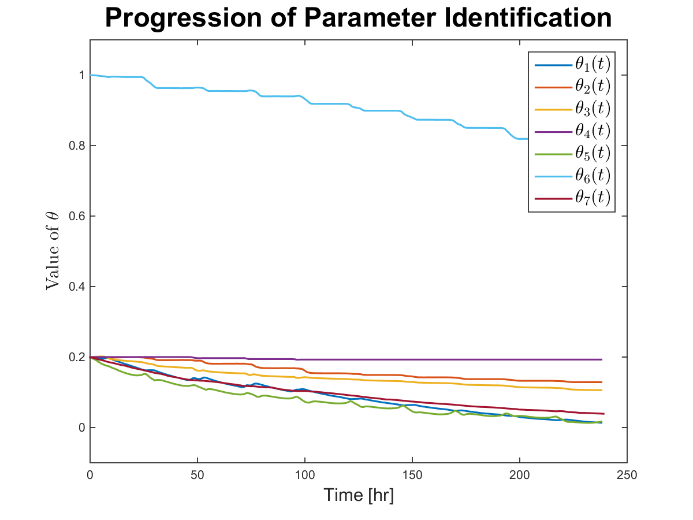 Progression of Parameter Identification
1
0.8
0.6
0.4
0.2
0
Value of θ
0
50
100
150
200
250
Time [hr]
θ₁(t)
θ₂(t)
θ₃(t)
θ₄(t)
θ₅(t)
θ₆(t)
θ₇(t)